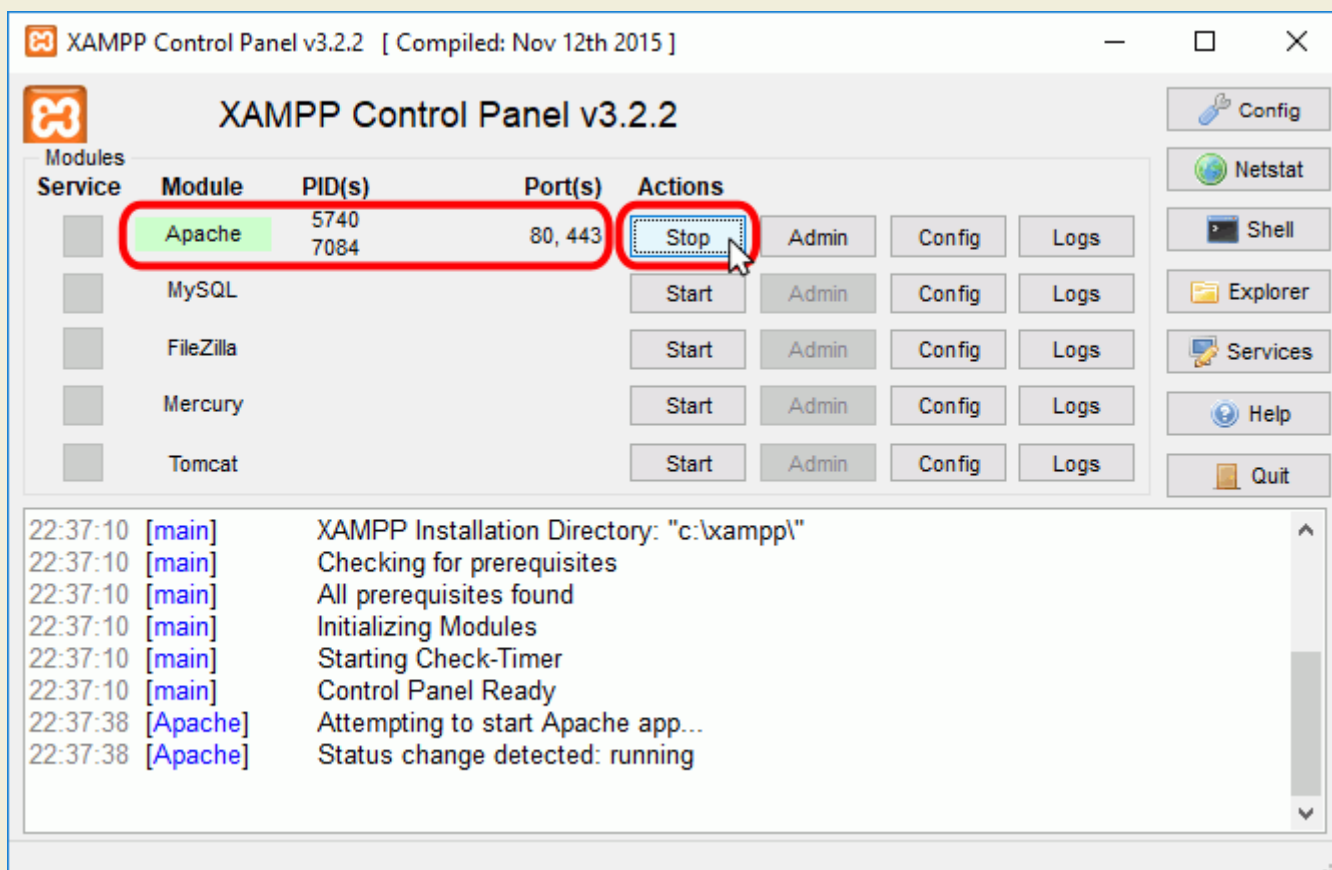 XAMPP Control Panel v3.2.2 [ Compiled: Nov 12th 2015 ]
XAMPP Control Panel v3.2.2
Config
Modules
Service Module PID(s) Port(s) Actions
Netstat
Apache 5740 7084 80, 443 Stop Admin Config Logs
Shell
MySQL Start Admin Config Logs
Explorer
FileZilla Start Admin Config Logs
Services
Mercury Start Admin Config Logs
Help
Tomcat Start Admin Config Logs
Quit
22:37:10 [main] XAMPP Installation Directory: "c:\xampp\"
22:37:10 [main] Checking for prerequisites
22:37:10 [main] All prerequisites found
22:37:10 [main] Initializing Modules
22:37:10 [main] Starting Check-Timer
22:37:10 [main] Control Panel Ready
22:37:38 [Apache] Attempting to start Apache app...
22:37:38 [Apache] Status change detected: running